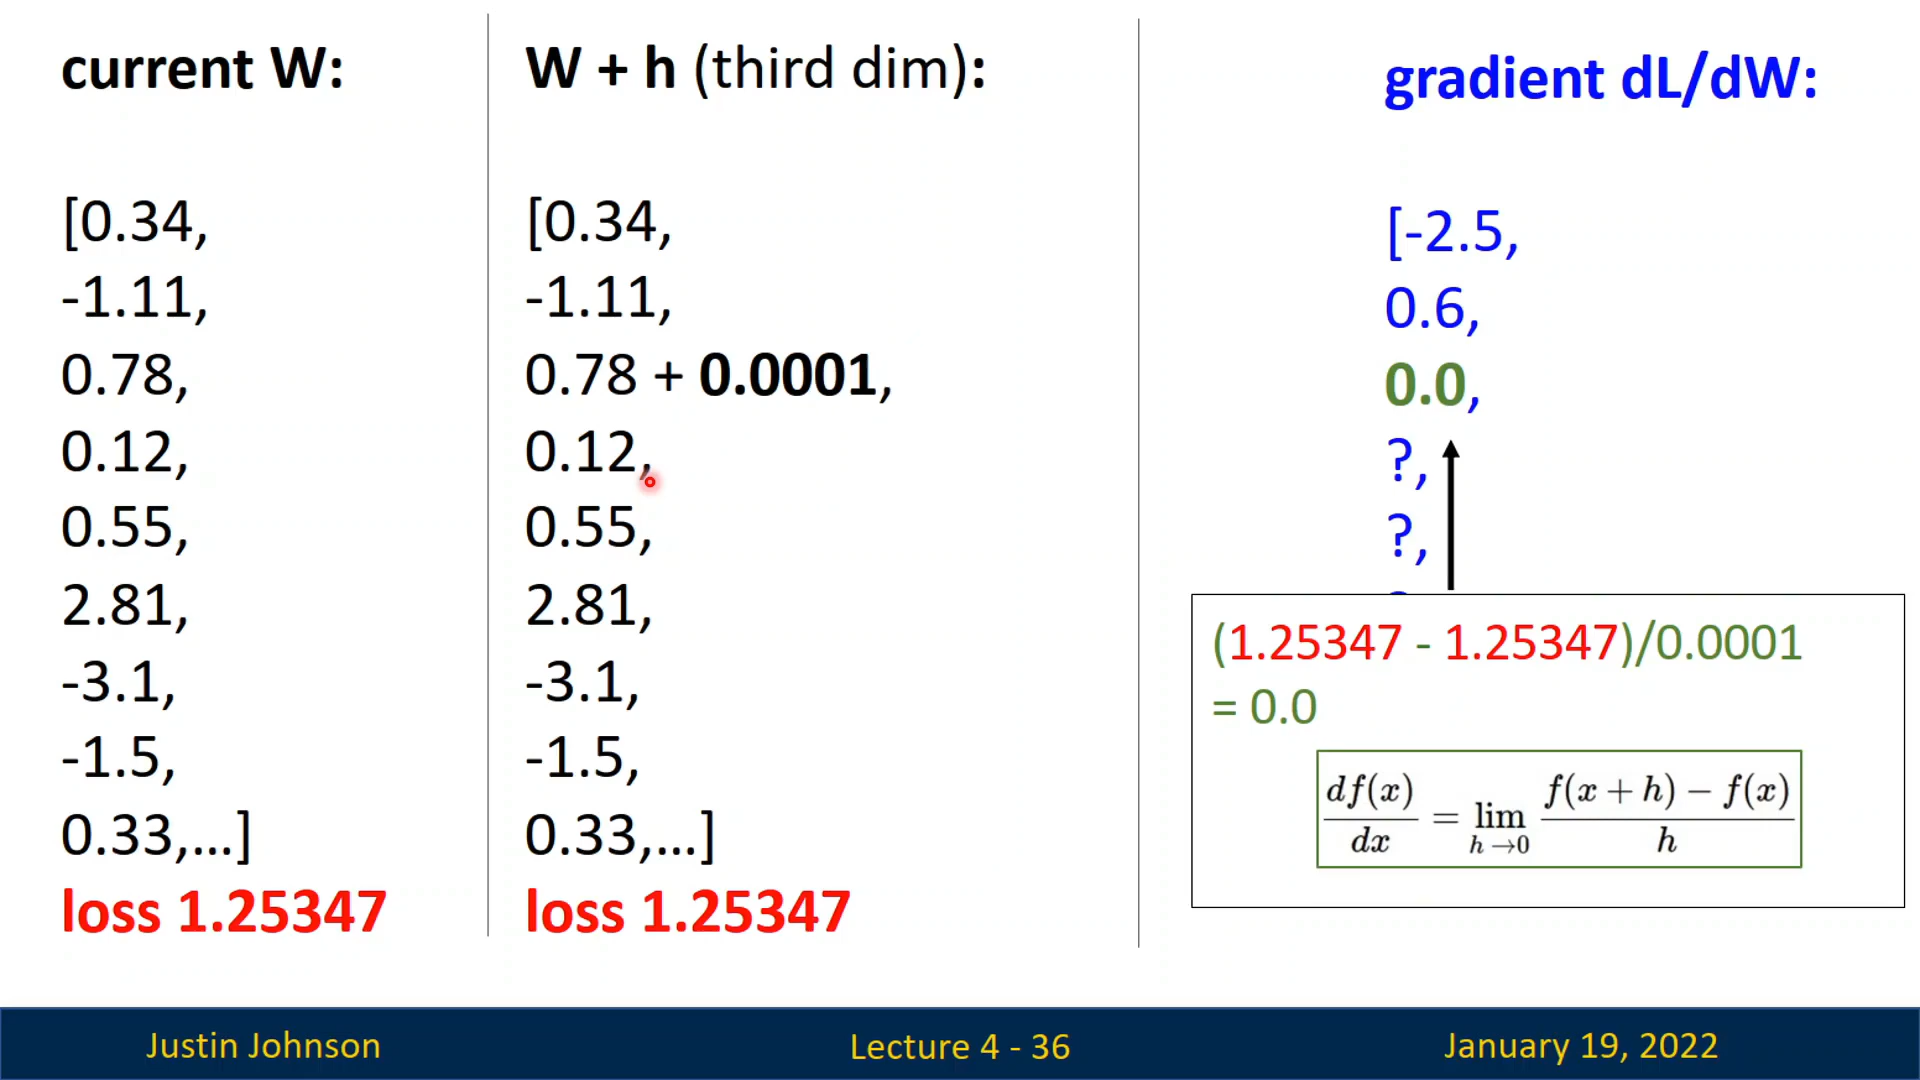 current W:
[0.34,
-1.11,
0.78,
0.12,
0.55,
2.81,
-3.1,
-1.5,
0.33,...]
loss 1.25347
W + h (third dim):
[0.34,
-1.11,
0.78 + 0.0001,
0.12,
0.55,
2.81,
-3.1,
-1.5,
0.33,...]
loss 1.25347
gradient dL/dW:
[-2.5,
0.6,
0.0,
?,
?,
(1.25347 - 1.25347)/0.0001
= 0.0
df(x)/dx = lim h→0 f(x + h) − f(x)/h
Justin Johnson
Lecture 4 - 36
January 19, 2022